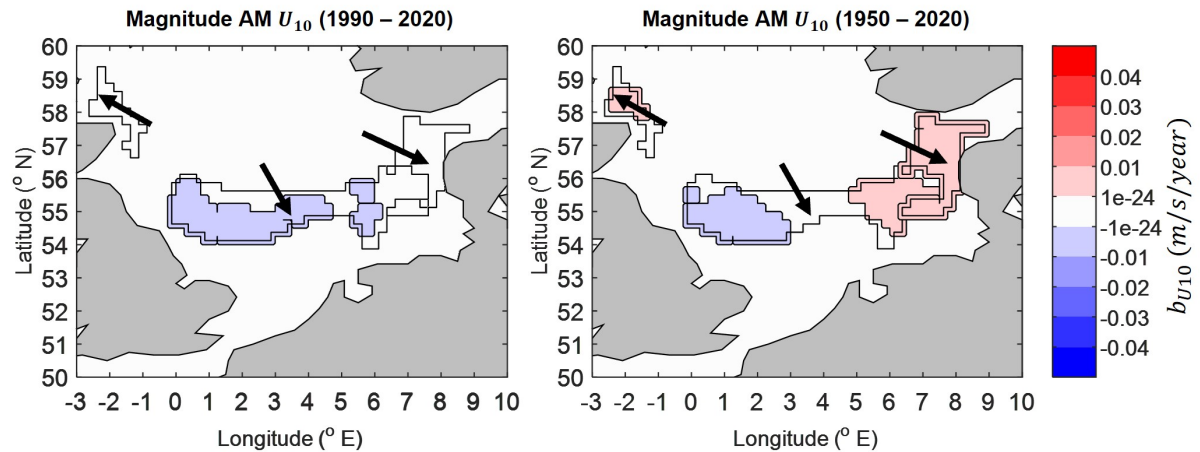 Magnitude AM U₁₀ (1990 – 2020)
60
59
58
57
56
55
54
53
52
51
50
Latitude (° N)
-3 -2 -1 0 1 2 3 4 5 6 7 8 9 10
Longitude (° E)
Magnitude AM U₁₀ (1950 – 2020)
60
59
58
57
56
55
54
53
52
51
50
Latitude (° N)
-3 -2 -1 0 1 2 3 4 5 6 7 8 9 10
Longitude (° E)
0.04
0.03
0.02
0.01
1e-24
-1e-24
-0.01
-0.02
-0.03
-0.04
b_U10 (m/s/year)